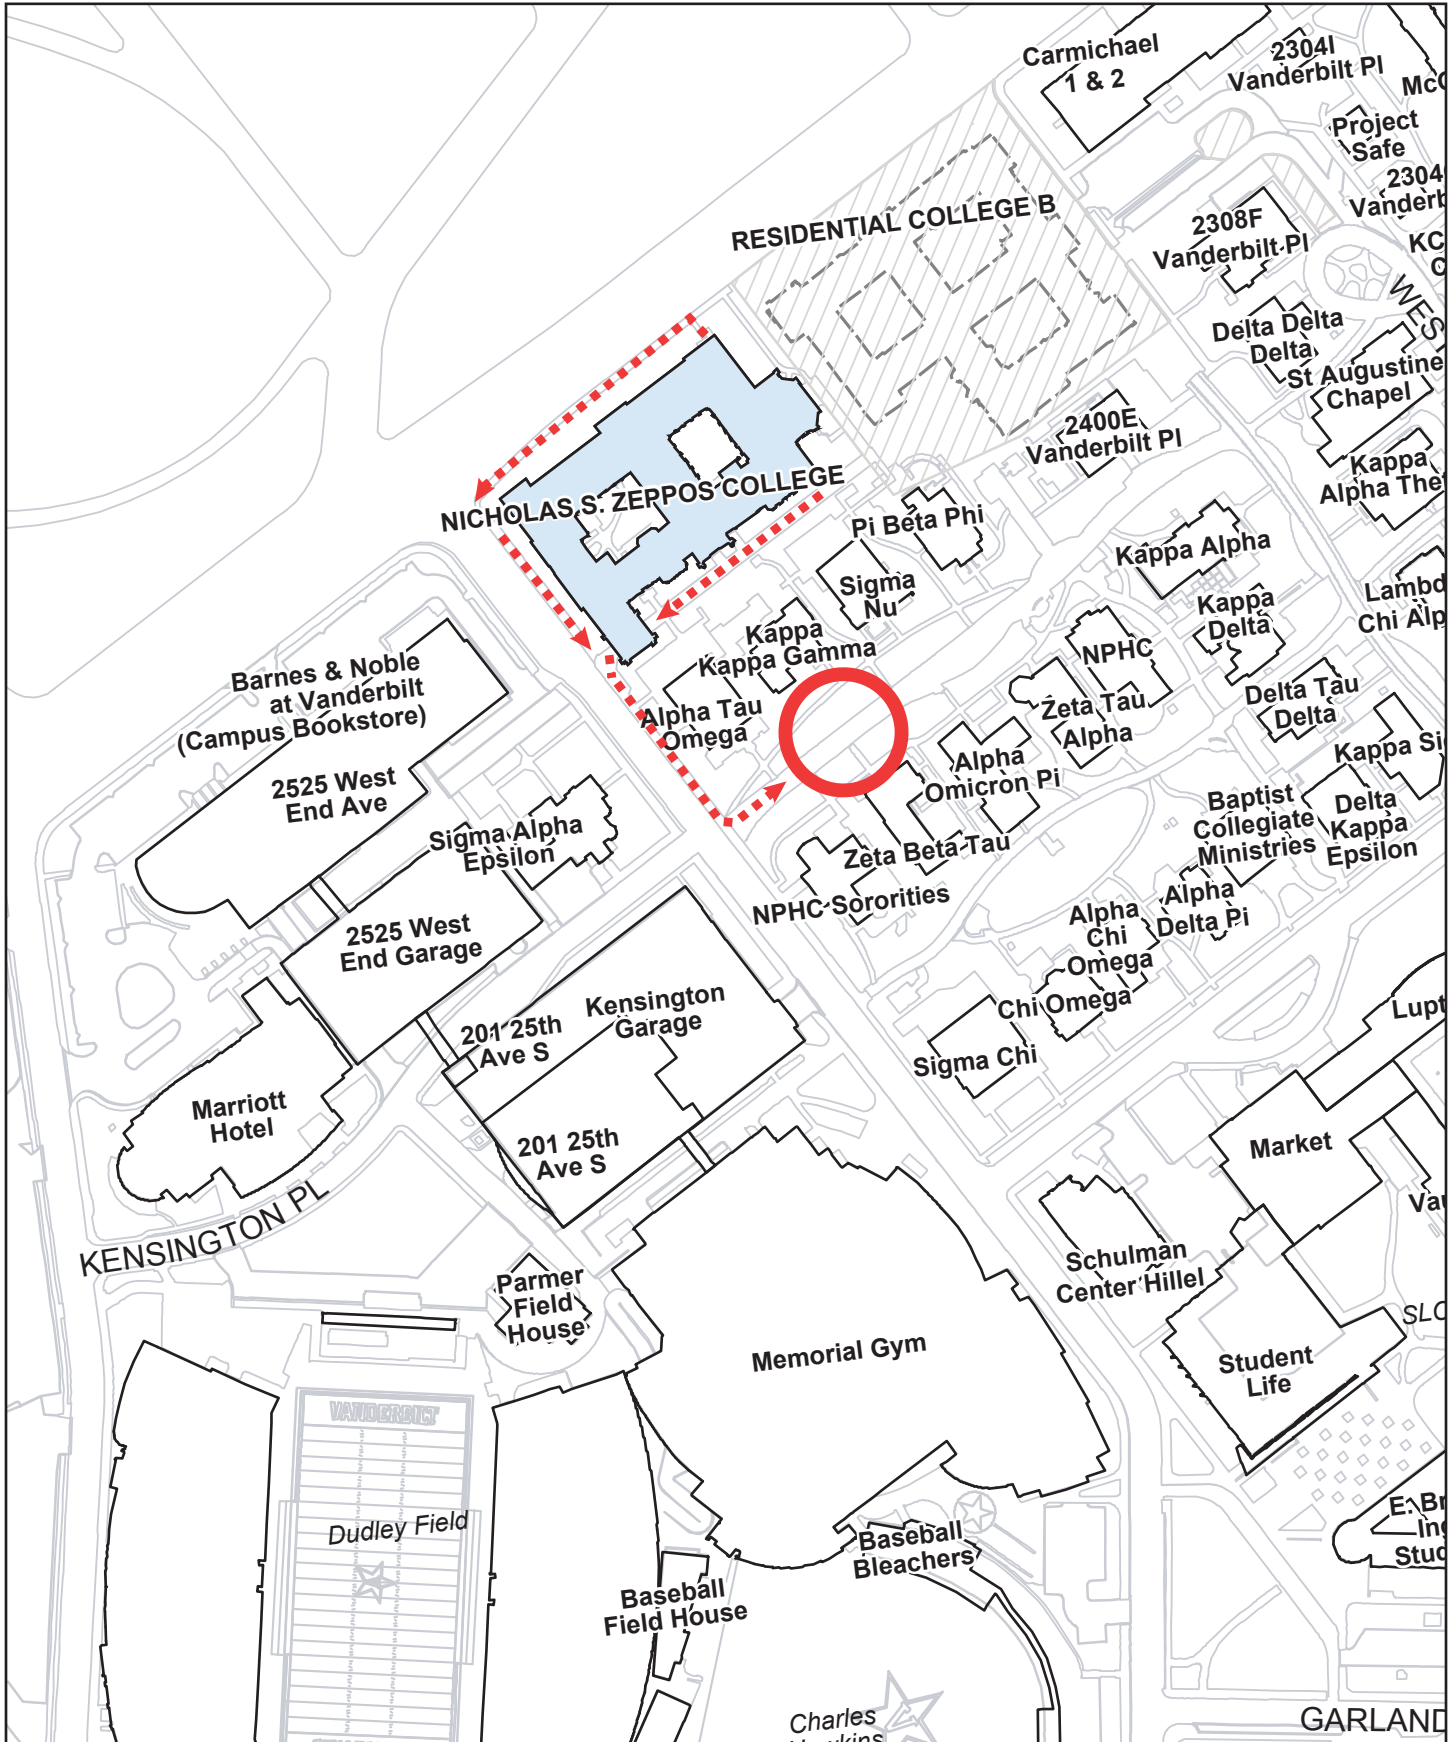 Carmichael
1 & 2
2304I
Vanderbilt Pl
Project
Safe
2304
RESIDENTIAL COLLEGE B
2308F
Vanderbilt Pl
WES
Delta Delta
Delta
St Augustine
Chapel
2400E
Vanderbilt Pl
Kappa
Alpha
NICHOLAS S. ZEPPOS COLLEGE
Pi Beta Phi
Kappa Alpha
Sigma
Nu
Kappa
Delta
Chi
Kappa
Kappa Gamma
NPHC
Barnes & Noble
at Vanderbilt
(Campus Bookstore)
Alpha Tau
Omega
Zeta Tau
Alpha
Delta Tau
Delta
Kappa
2525 West
End Ave
Alpha
Omicron Pi
Baptist
Collegiate
Ministries
Delta
Kappa
Epsilon
Sigma Alpha
Epsilon
Zeta Beta Tau
NPHC Sororities
Alpha
Delta Pi
2525 West
End Garage
Alpha
Chi
Omega
Chi Omega
Kensington
Garage
201 25th
Ave S
Sigma Chi
Marriott
Hotel
201 25th
Ave S
Market
KENSINGTON PL
Schulman
Center Hillel
Parmer
Field
House
Memorial Gym
Student
Life
VANDERBILT
Dudley Field
Baseball
Bleachers
Baseball
Field House
Charles
GARLAND